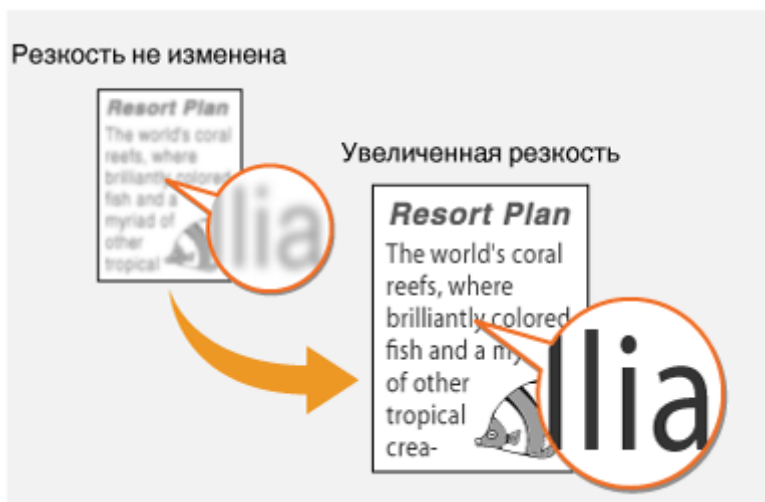 Резкость не изменена
Resort Plan
The world's coral
reefs, where
brilliantly colored
fish and a
myriad of
other
tropical
llia
Увеличенная резкость
Resort Plan
The world's coral
reefs, where
brilliantly colored
fish and a my
of other
tropical
crea-
llia